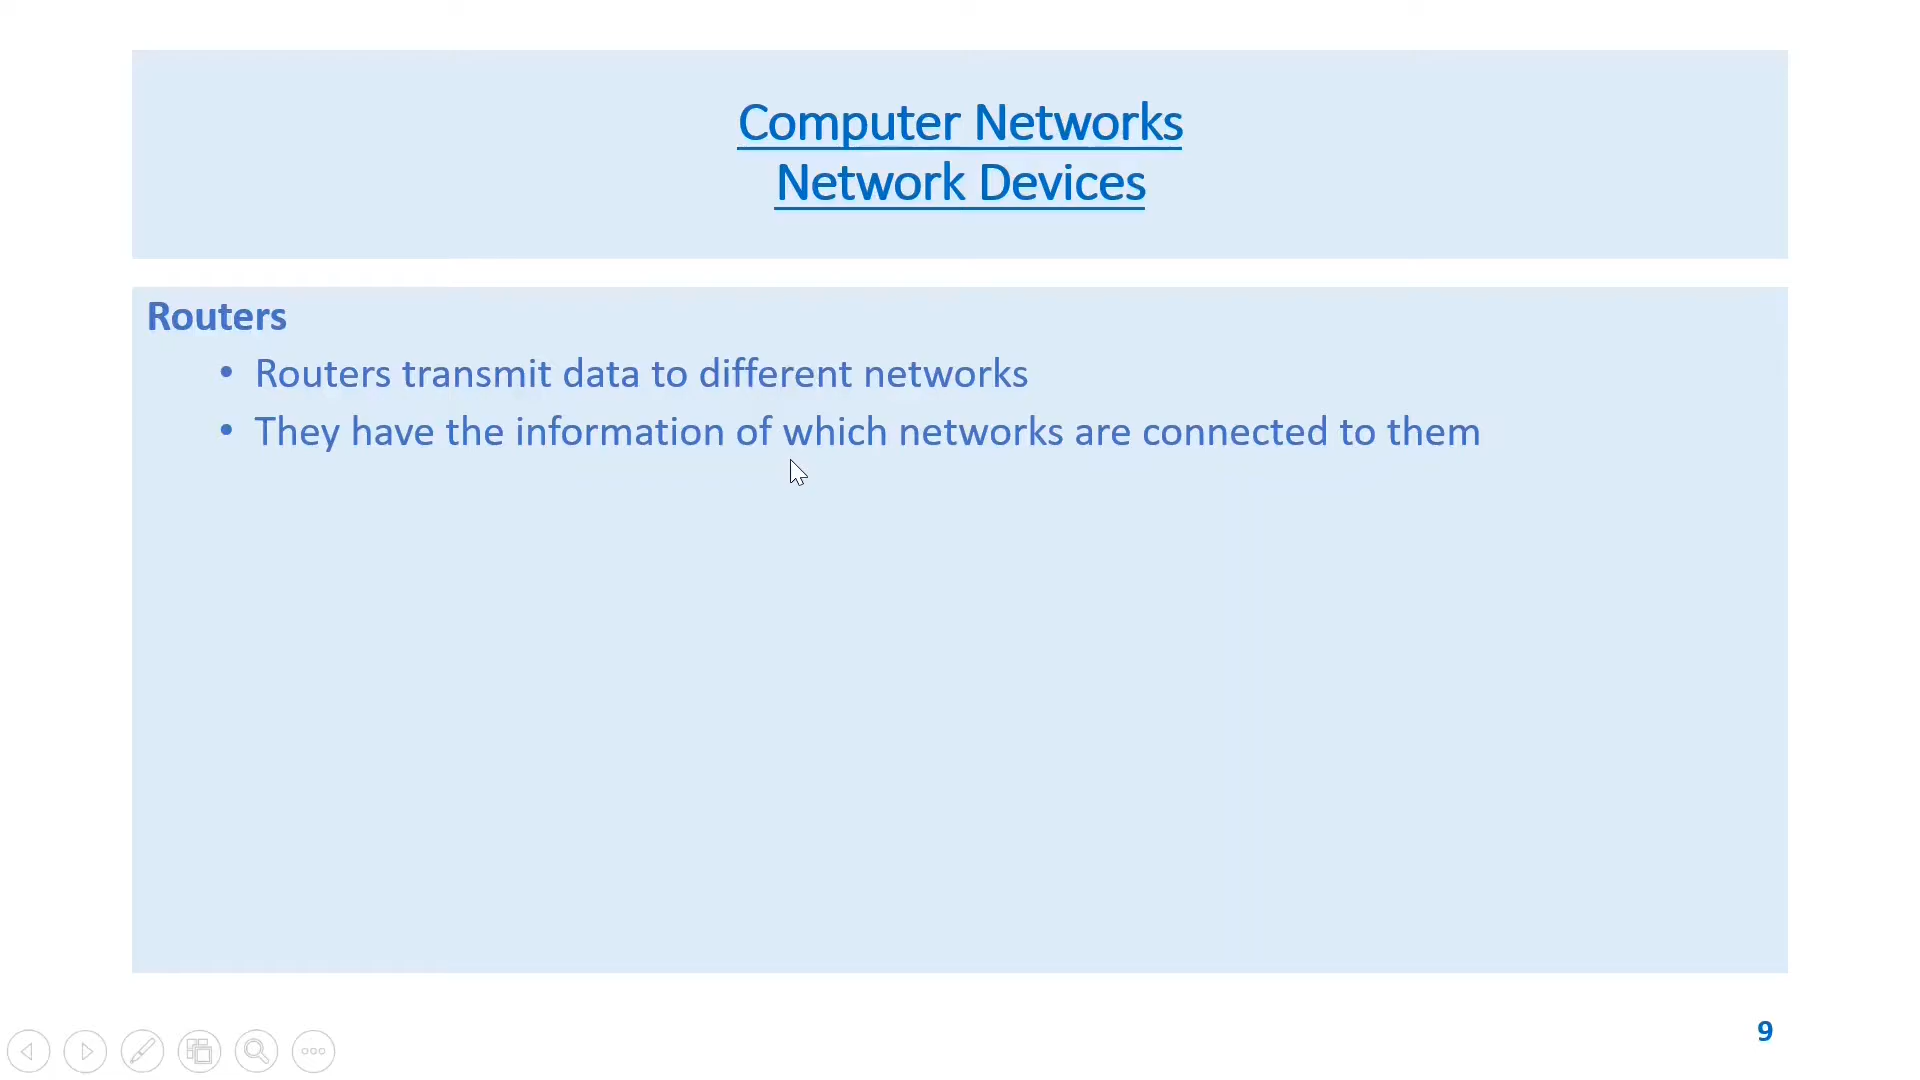 Computer Networks
Network Devices
Routers
• Routers transmit data to different networks
• They have the information of which networks are connected to them
9